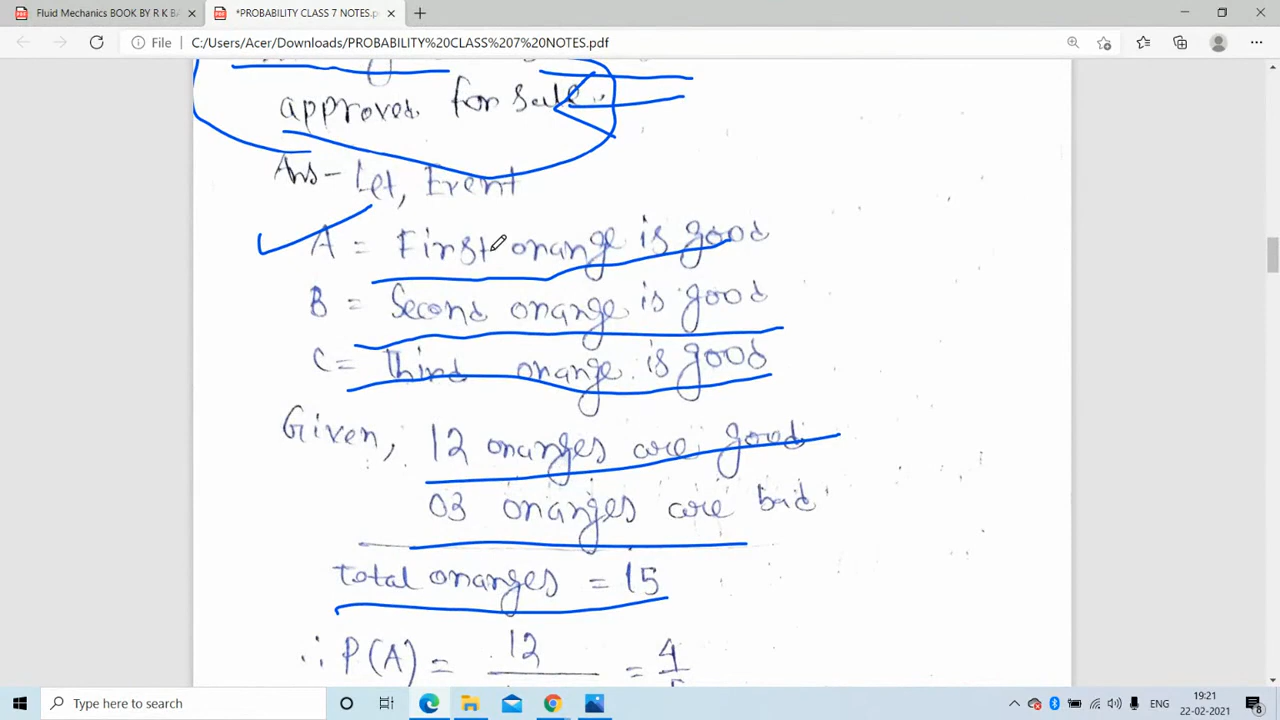 Fluid Mechanics BOOK BY R K BA
*PROBABILITY CLASS 7 NOTES.pdf
File C:/Users/Acer/Downloads/PROBABILITY%20CLASS%207%20NOTES.pdf
approved for sale.
Ans- Let, Event
A = First orange is good
B = Second orange is good
C = Third orange is good
Given, 12 oranges are good
03 oranges are bad
total oranges = 15
∴ P(A) = 12 = 4
Type here to search
ENG
19:21
22-02-2021
8